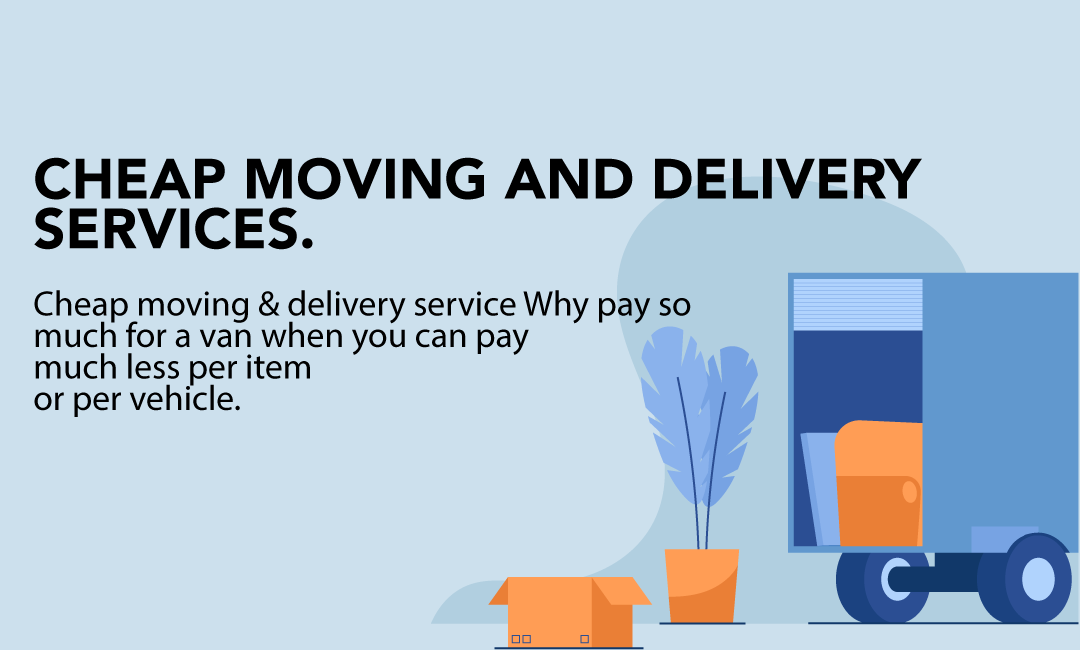 CHEAP MOVING AND DELIVERY
SERVICES.
Cheap moving & delivery service Why pay so
much for a van when you can pay
much less per item
or per vehicle.